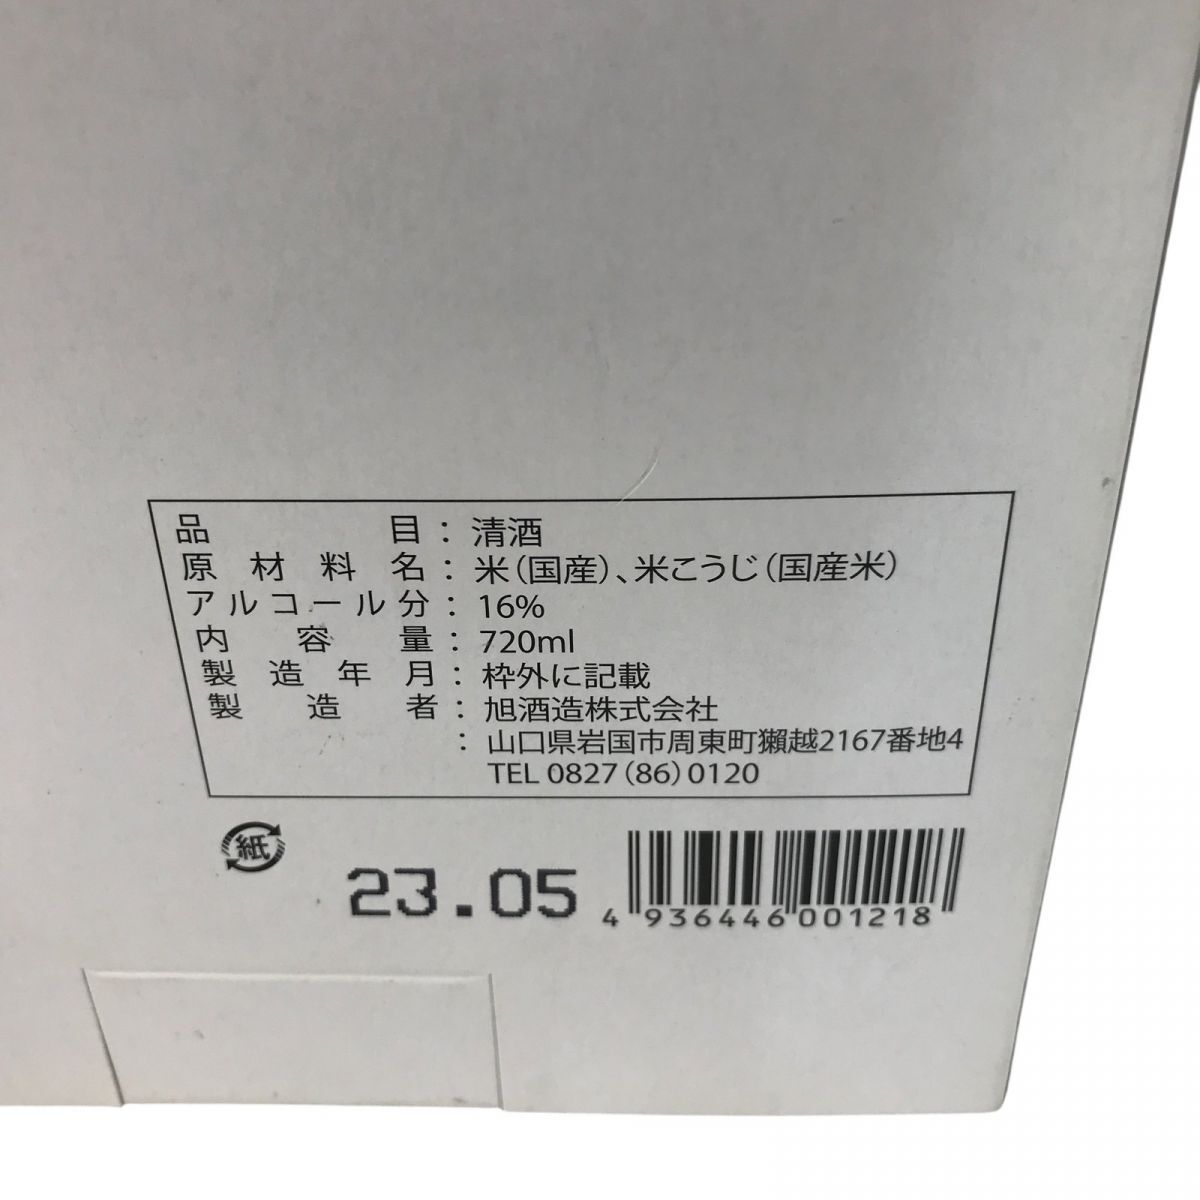 品目：清酒
原材料名：米（国産）、米こうじ（国産米）
アルコール分：16%
内容量：720ml
製造年月：枠外に記載
製造者：旭酒造株式会社
：山口県岩国市周東町獺越2167番地4
TEL 0827（86）0120
紙
23.05
4 936446 001218